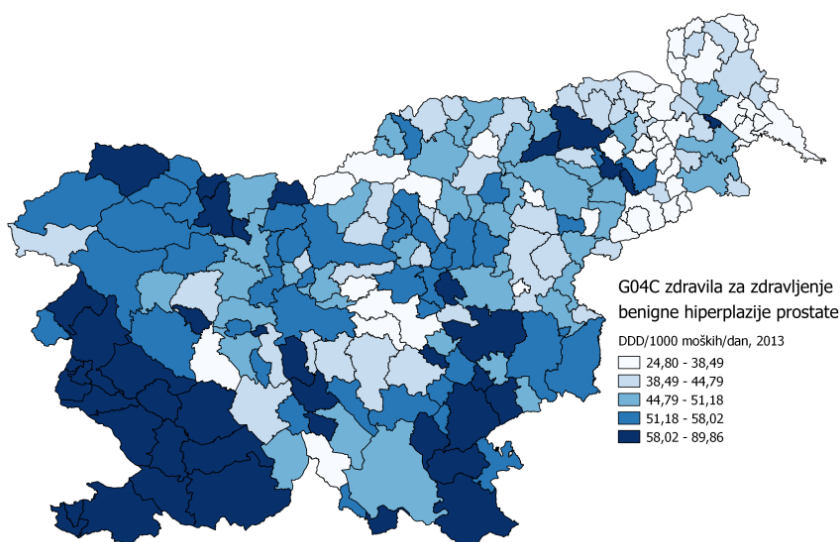 G04C zdravila za zdravljenje
benigne hiperplazije prostate
DDD/1000 moških/dan, 2013
24,80 - 38,49
38,49 - 44,79
44,79 - 51,18
51,18 - 58,02
58,02 - 89,86